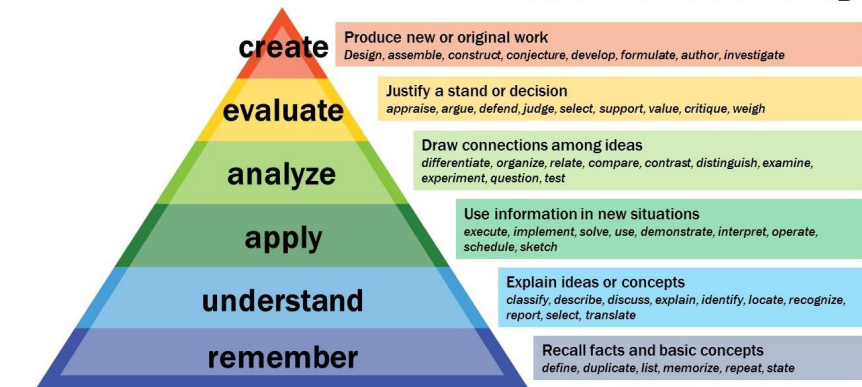 create
Produce new or original work
Design, assemble, construct, conjecture, develop, formulate, author, investigate
evaluate
Justify a stand or decision
appraise, argue, defend, judge, select, support, value, critique, weigh
analyze
Draw connections among ideas
differentiate, organize, relate, compare, contrast, distinguish, examine,
experiment, question, test
apply
Use information in new situations
execute, implement, solve, use, demonstrate, interpret, operate,
schedule, sketch
understand
Explain ideas or concepts
classify, describe, discuss, explain, identify, locate, recognize,
report, select, translate
remember
Recall facts and basic concepts
define, duplicate, list, memorize, repeat, state